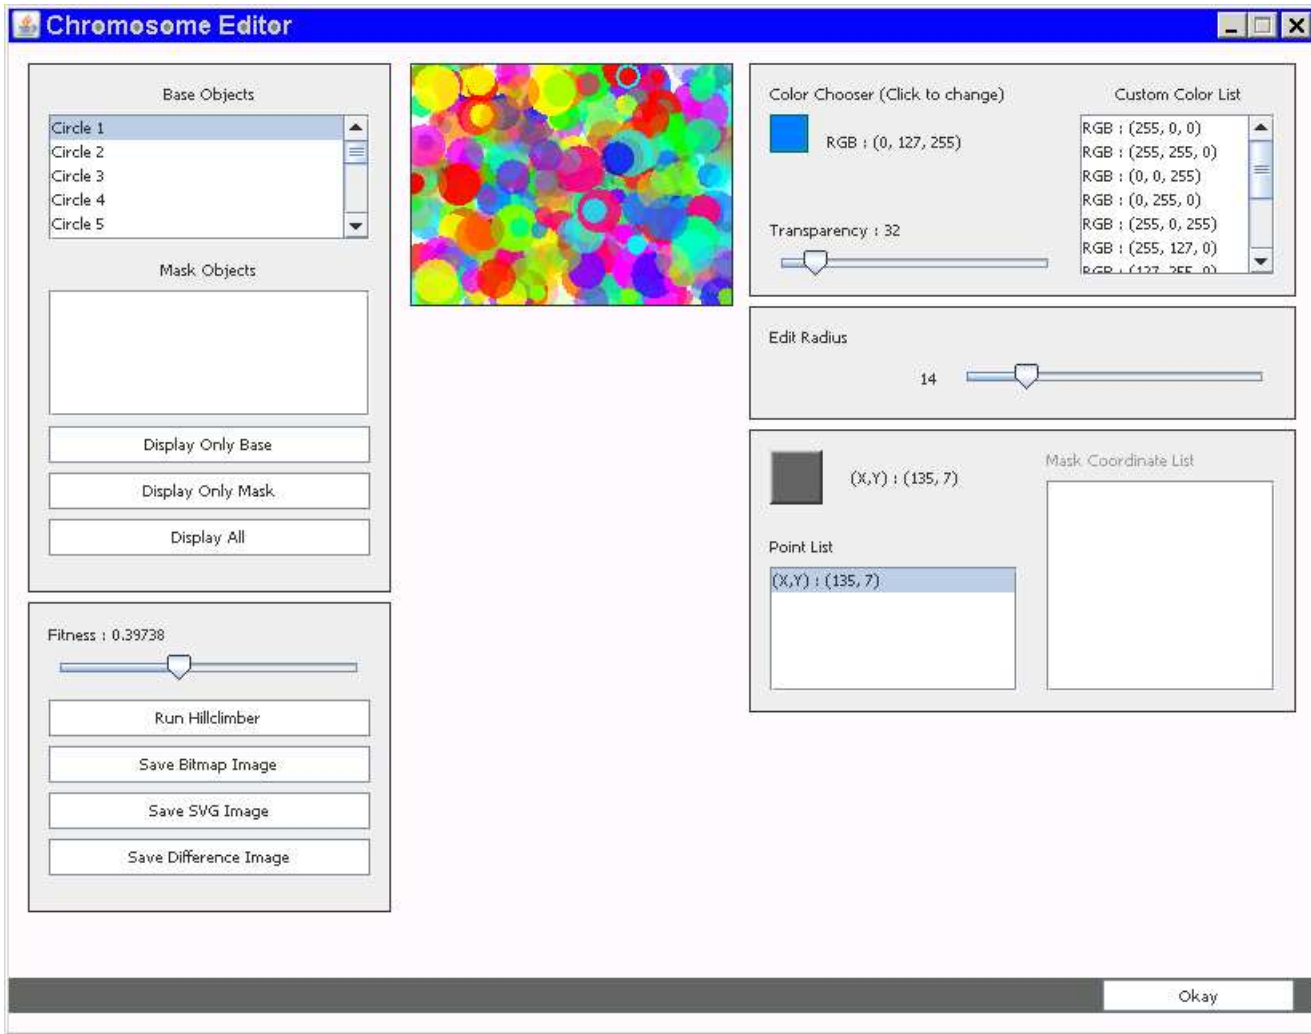 Chromosome Editor
Base Objects
Circle 1
Circle 2
Circle 3
Circle 4
Circle 5
Mask Objects
Display Only Base
Display Only Mask
Display All
Fitness : 0.39738
Run Hillclimber
Save Bitmap Image
Save SVG Image
Save Difference Image
Color Chooser (Click to change)
RGB : (0, 127, 255)
Transparency : 32
Custom Color List
RGB : (255, 0, 0)
RGB : (255, 255, 0)
RGB : (0, 0, 255)
RGB : (0, 255, 0)
RGB : (255, 0, 255)
RGB : (255, 127, 0)
RGB : (127, 255, 0)
Edit Radius
14
(X,Y) : (135, 7)
Point List
(X,Y) : (135, 7)
Mask Coordinate List
Okay